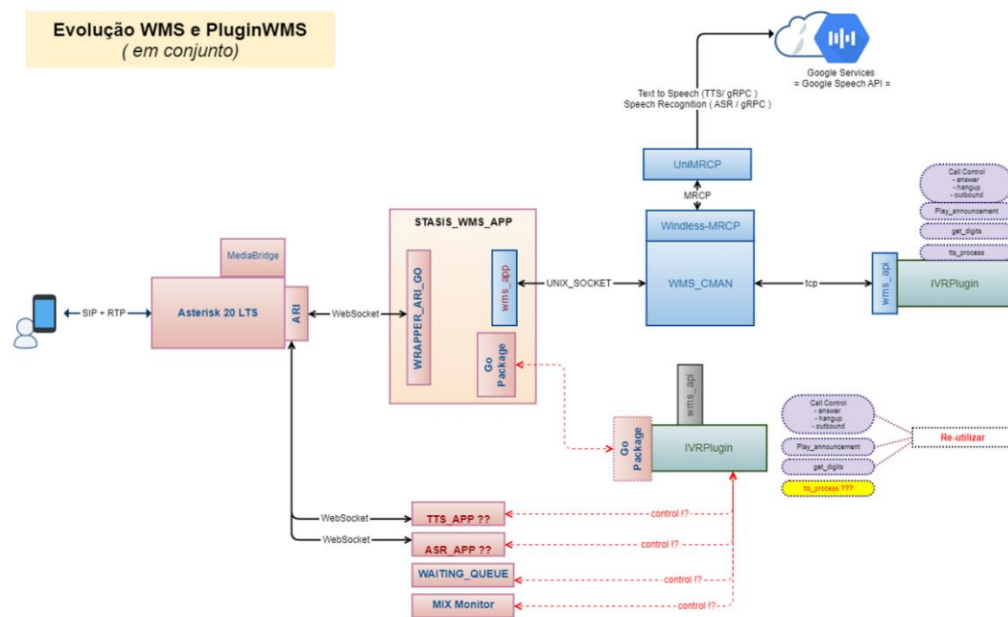 Evolução WMS e PluginWMS
( em conjunto)
Google Services
= Google Speech API =
Text to Speech (TTS/ gRPC )
Speech Recognition ( ASR / gRPC )
UniMRCP
MRCP
Windless-MRCP
WMS_CMAN
STASIS_WMS_APP
WRAPPER_ARI_GO
wms_app
Go
Package
UNIX_SOCKET
tcp
wms_api
IVRPlugin
Call Control
- answer
- hangup
- outbound
Play_announcement
get_digits
tts_process
MediaBridge
Asterisk 20 LTS
ARI
SIP + RTP
WebSocket
Go
Package
wms_api
IVRPlugin
Call Control
- answer
- hangup
- outbound
Play_announcement
get_digits
tts_process ???
Re-utilizar
WebSocket
TTS_APP ??
control !?
WebSocket
ASR_APP ??
control !?
WAITING_QUEUE
control !?
MIX Monitor
control !?